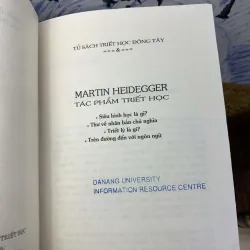 TỦ SÁCH TRIẾT HỌC ĐÔNG TÂY
MARTIN HEIDEGGER
TÁC PHẨM TRIẾT HỌC
• Siêu hình học là gì?
• Thư về nhân bản chủ nghĩa
• Triết lý là gì?
• Trên đường đến với ngôn ngữ
DANANG UNIVERSITY
INFORMATION RESOURCE CENTRE